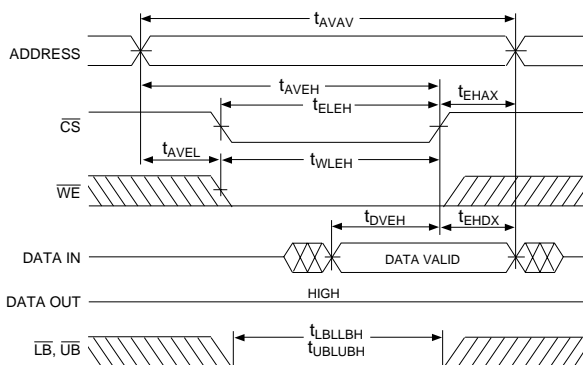 tAVAV
ADDRESS
tAVEH
tELEH
tEHAX
CS
tAVEL
tWLEH
WE
tDVEH
tEHDX
DATA IN
DATA VALID
DATA OUT
HIGH
tLBLLBH
LB, UB
tUBLUBH